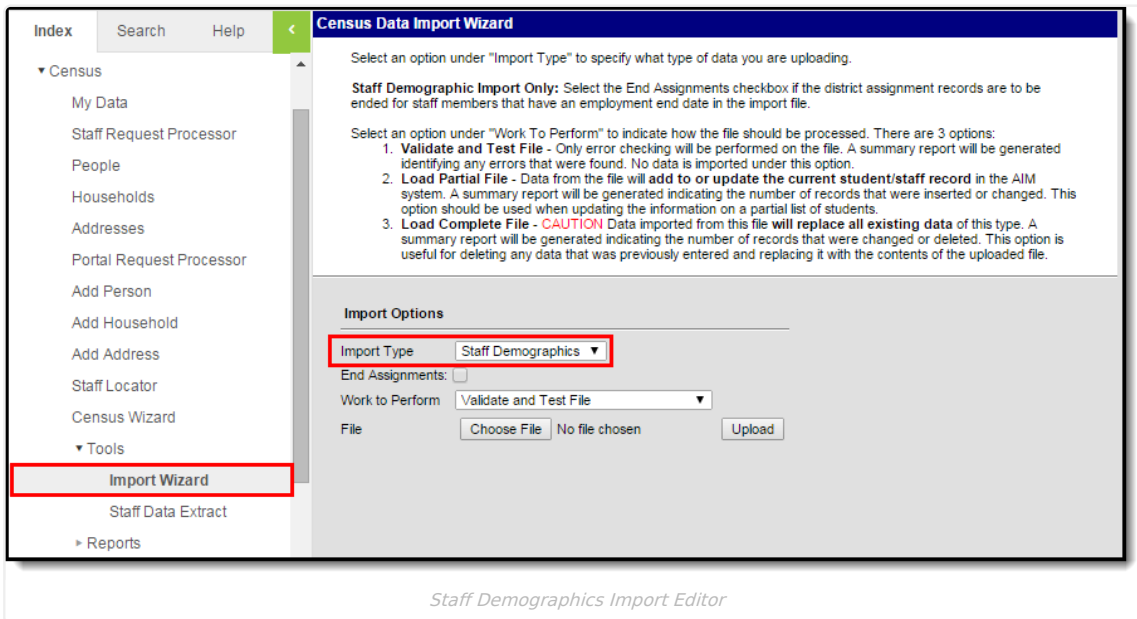 Index
Search
Help
<
▾ Census
My Data
Staff Request Processor
People
Households
Addresses
Portal Request Processor
Add Person
Add Household
Add Address
Staff Locator
Census Wizard
▾ Tools
Import Wizard
Staff Data Extract
▸ Reports
Census Data Import Wizard
Select an option under "Import Type" to specify what type of data you are uploading.
Staff Demographic Import Only: Select the End Assignments checkbox if the district assignment records are to be
ended for staff members that have an employment end date in the import file.
Select an option under "Work To Perform" to indicate how the file should be processed. There are 3 options:
1. Validate and Test File - Only error checking will be performed on the file. A summary report will be generated
identifying any errors that were found. No data is imported under this option.
2. Load Partial File - Data from the file will add to or update the current student/staff record in the AIM
system. A summary report will be generated indicating the number of records that were inserted or changed. This
option should be used when updating the information on a partial list of students.
3. Load Complete File - CAUTION Data imported from this file will replace all existing data of this type. A
summary report will be generated indicating the number of records that were changed or deleted. This option is
useful for deleting any data that was previously entered and replacing it with the contents of the uploaded file.
Import Options
Import Type Staff Demographics ▼
End Assignments:
Work to Perform Validate and Test File ▼
File Choose File No file chosen Upload
Staff Demographics Import Editor